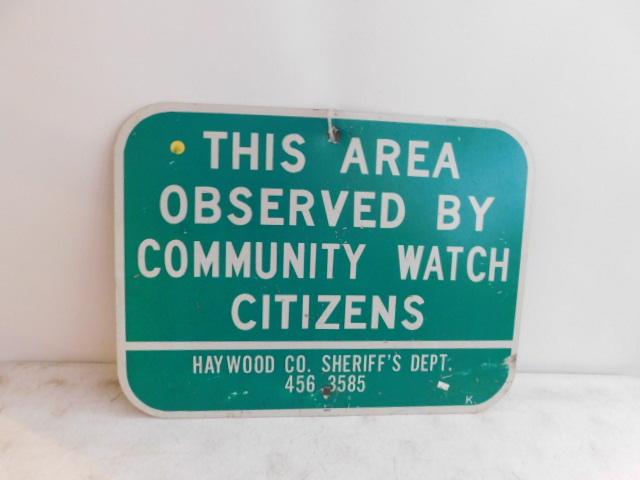 THIS AREA
OBSERVED BY
COMMUNITY WATCH
CITIZENS
HAYWOOD CO. SHERIFF'S DEPT.
456 3585
K.